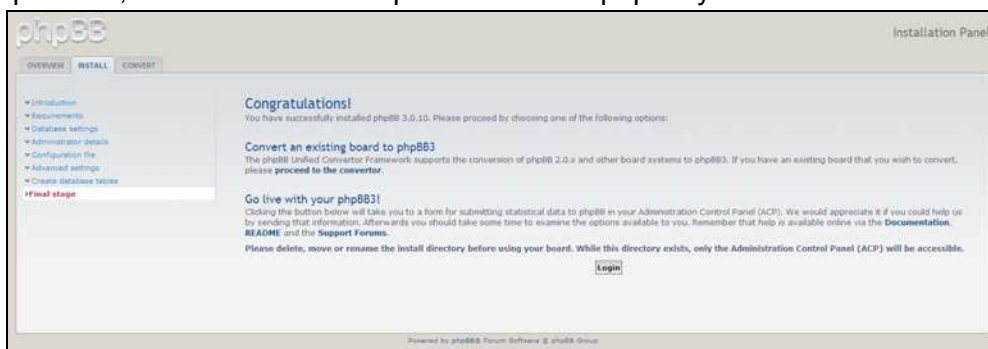 phpBB
Installation Panel
OVERVIEW INSTALL CONVERT
Introduction
Requirements
Database settings
Administrator details
Configuration file
Advanced settings
Create database tables
Final stage
Congratulations!
You have successfully installed phpBB 3.0.10. Please proceed by choosing one of the following options:
Convert an existing board to phpBB3
The phpBB Unified Convertor Framework supports the conversion of phpBB 2.0.x and other board systems to phpBB3. If you have an existing board that you wish to convert,
please proceed to the convertor.
Go live with your phpBB3!
Clicking the button below will take you to a form for submitting statistical data to phpBB in your Administration Control Panel (ACP). We would appreciate it if you could help us
by sending that information. Afterwards you should take some time to examine the options available to you. Remember that help is available online via the Documentation,
README and the Support Forums.
Please delete, move or rename the install directory before using your board. While this directory exists, only the Administration Control Panel (ACP) will be accessible.
Login
Powered by phpBB® Forum Software © phpBB Group